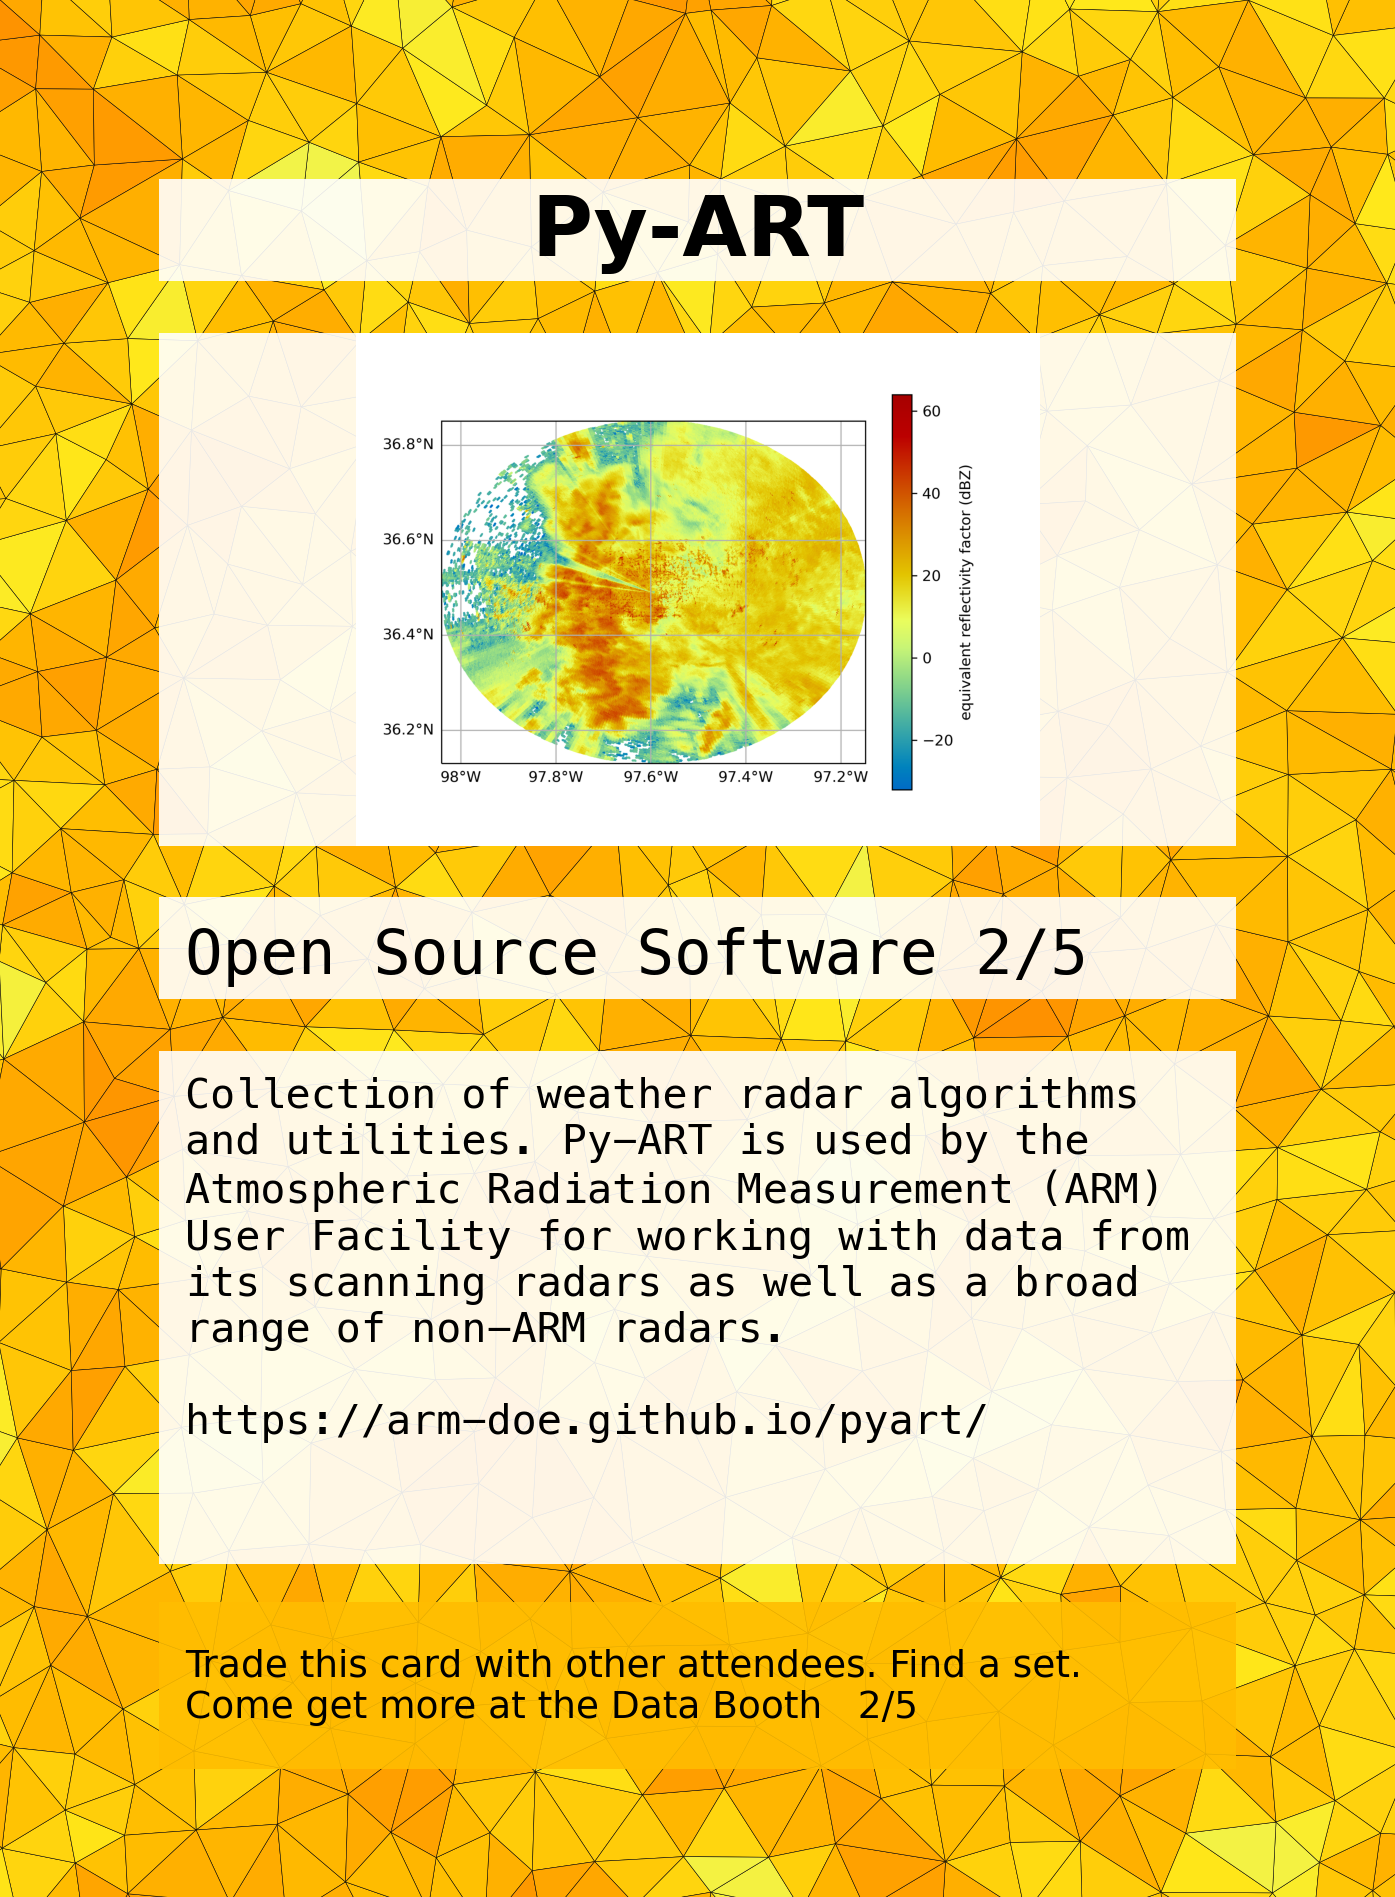 Py-ART
60
36.8°N
40
36.6°N
20
36.4°N
0
36.2°N
−20
98°W 97.8°W 97.6°W 97.4°W 97.2°W
equivalent reflectivity factor (dBZ)
Open Source Software 2/5
Collection of weather radar algorithms
and utilities. Py−ART is used by the
Atmospheric Radiation Measurement (ARM)
User Facility for working with data from
its scanning radars as well as a broad
range of non−ARM radars.
https://arm−doe.github.io/pyart/
Trade this card with other attendees. Find a set.
Come get more at the Data Booth 2/5